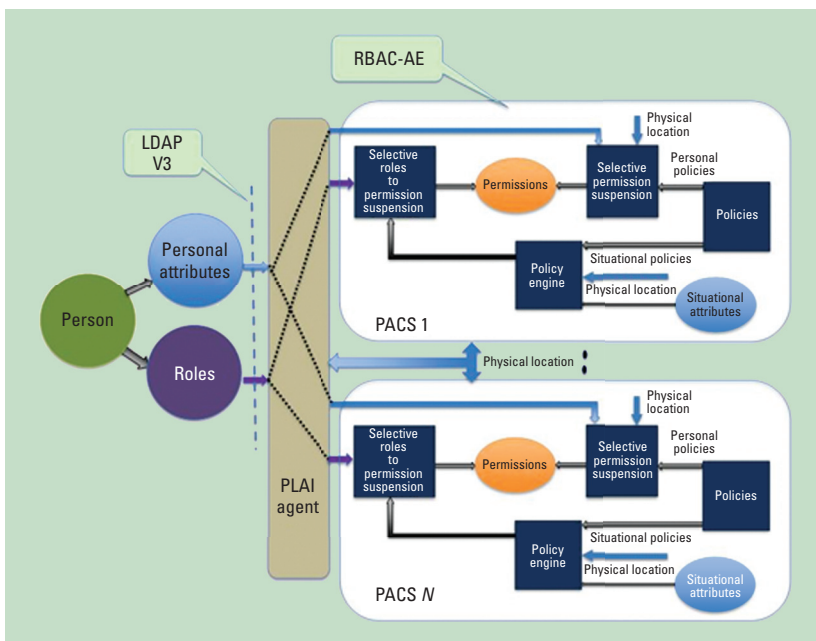 RBAC-AE
LDAP
V3
Person
Personal
attributes
Roles
PLAI
agent
Physical
location
Selective
roles
to
permission
suspension
Permissions
Selective
permission
suspension
Personal
policies
Policies
Situational policies
Policy
engine
Physical location
Situational
attributes
PACS 1
Physical location
Physical
location
Selective
roles
to
permission
suspension
Permissions
Selective
permission
suspension
Personal
policies
Policies
Situational policies
Policy
engine
Physical location
Situational
attributes
PACS N